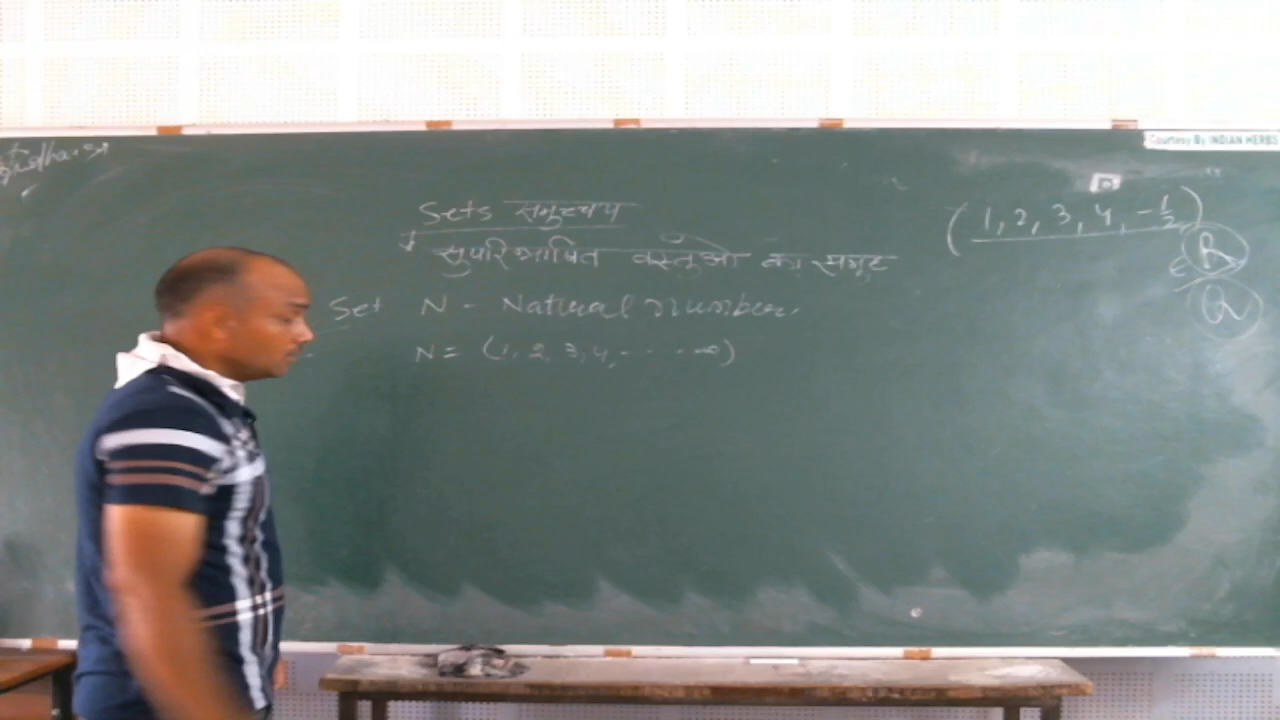 Courtesy By INDIAN HERBS
Sets समुच्चय
सुपरिभाषित वस्तुओ का समूह
(1, 2, 3, 4, -1/2)
R
Q
Set N - Natural Number.
N = (1, 2, 3, 4, - - - - ∞)